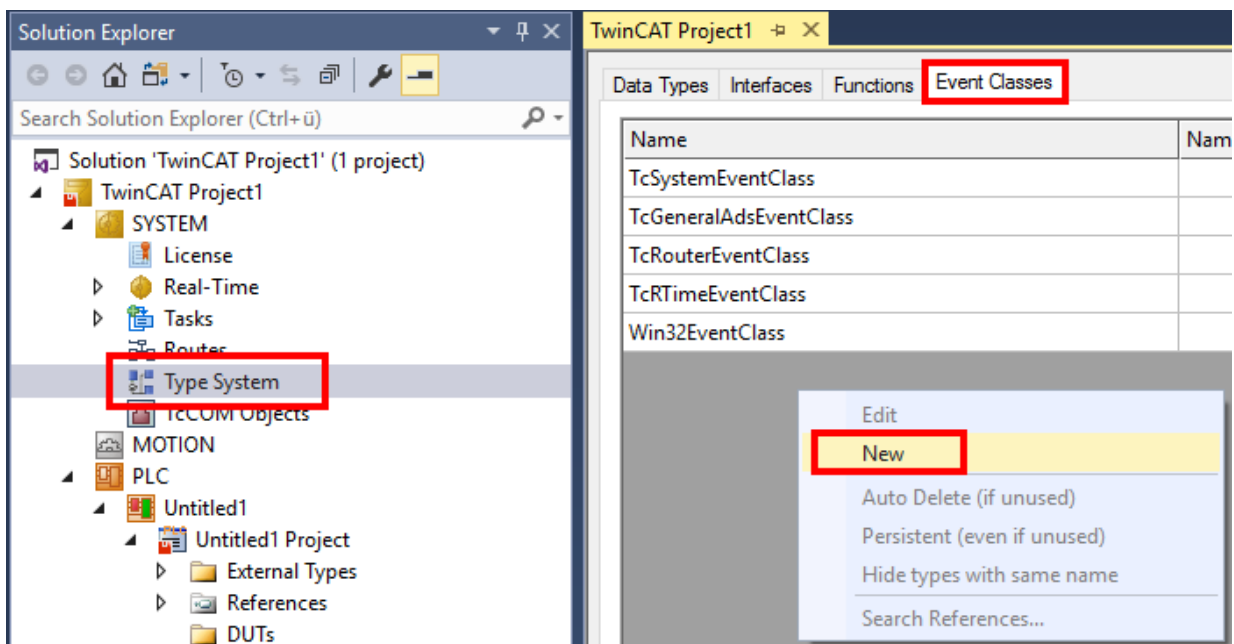 Solution Explorer
Search Solution Explorer (Ctrl+ü)
Solution 'TwinCAT Project1' (1 project)
TwinCAT Project1
SYSTEM
License
Real-Time
Tasks
Routes
Type System
TcCOM Objects
MOTION
PLC
Untitled1
Untitled1 Project
External Types
References
DUTs
TwinCAT Project1
Data Types Interfaces Functions Event Classes
Name Nam
TcSystemEventClass
TcGeneralAdsEventClass
TcRouterEventClass
TcRTimeEventClass
Win32EventClass
Edit
New
Auto Delete (if unused)
Persistent (even if unused)
Hide types with same name
Search References...